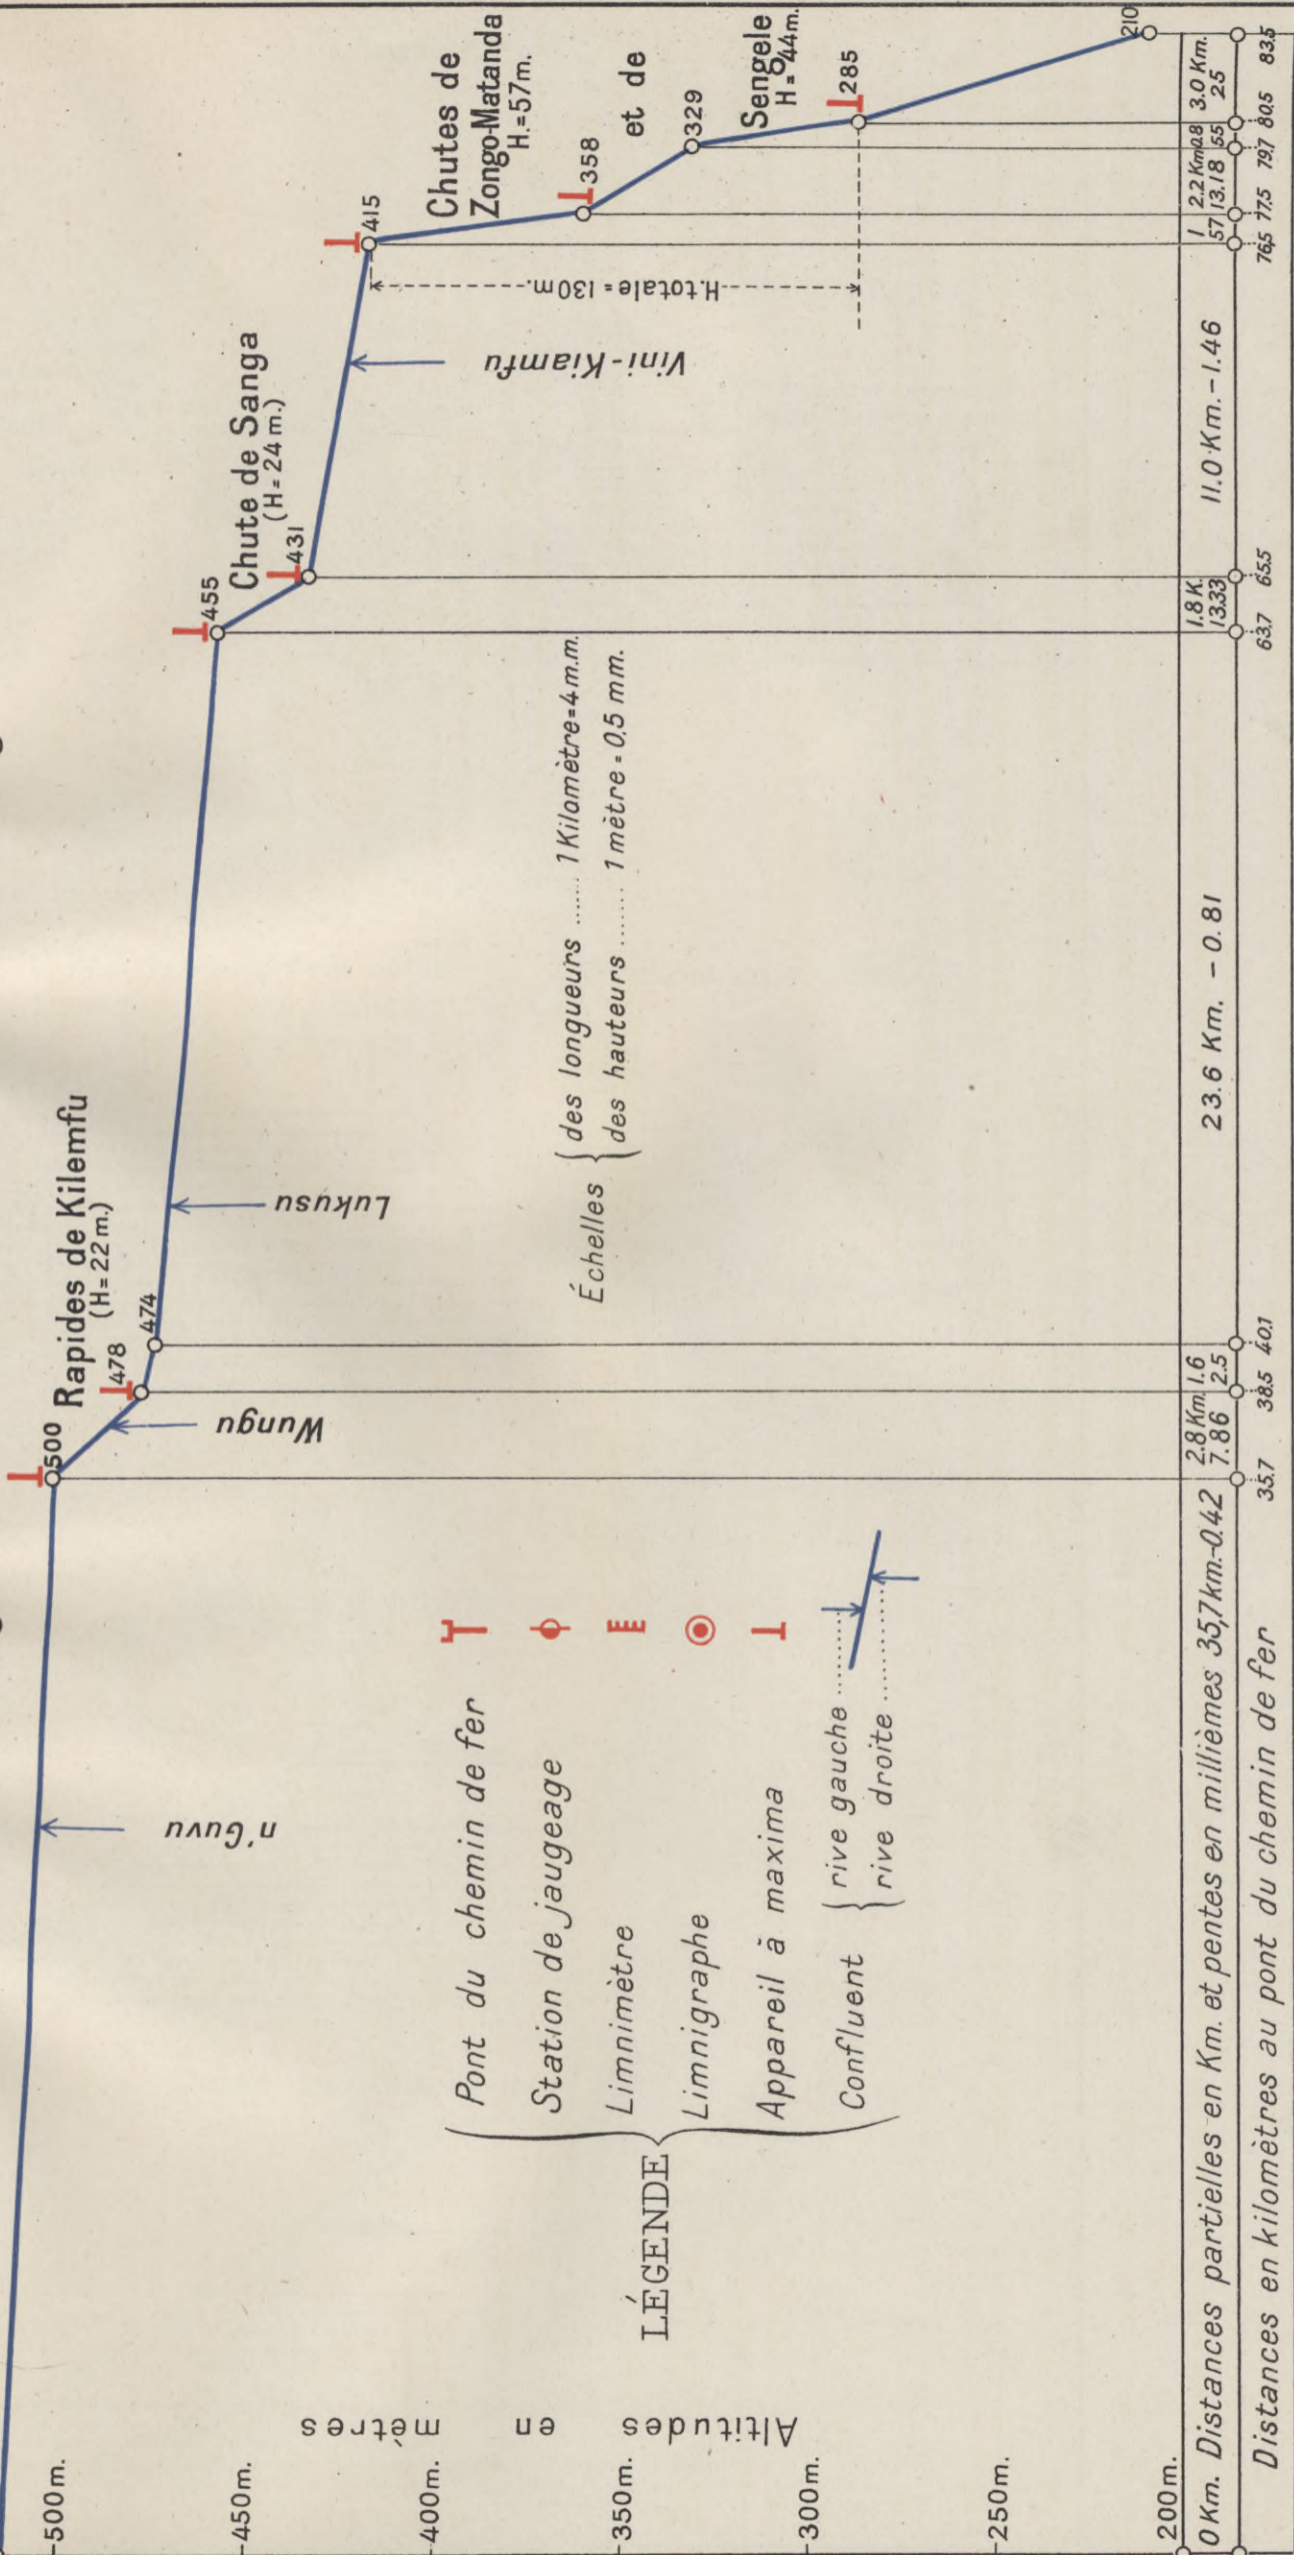 500
Rapides de Kilemfu
(H=22m.)
478
474
455
Chute de Sanga
(H=24 m.)
431
415
Chutes de
Zongo-Matanda
H.=57m.
358
et de
329
Sengele
H=44m.
285
210
H.totale=130m.
n'Guvu
Wungu
Lukusu
Vini-Kiamfu
Échelles
des longueurs ...... 1 Kilomètre=4 m.m.
des hauteurs ....... 1 mètre=0,5 mm.
LÉGENDE
Pont du chemin de fer
Station de jaugeage
Limnimètre
Limnigraphe
Appareil à maxima
Confluent
rive gauche
rive droite
Altitudes en mètres
500m.
450m.
400m.
350m.
300m.
250m.
200m.
0 Km. Distances partielles en Km. et pentes en millièmes 35,7km.-0.42
2.8 Km.
7.86
1.6
2.5
23.6 Km. - 0.81
1.8 K.
13.33
11.0 Km. - 1.46
1
57
2.2 Km.
13.18
0.8
55
3.0 Km.
25
35.7 38.5 40.1 63.7 65.5 76.5 77.5 79.7 80.5 83.5
Distances en kilomètres au pont du chemin de fer